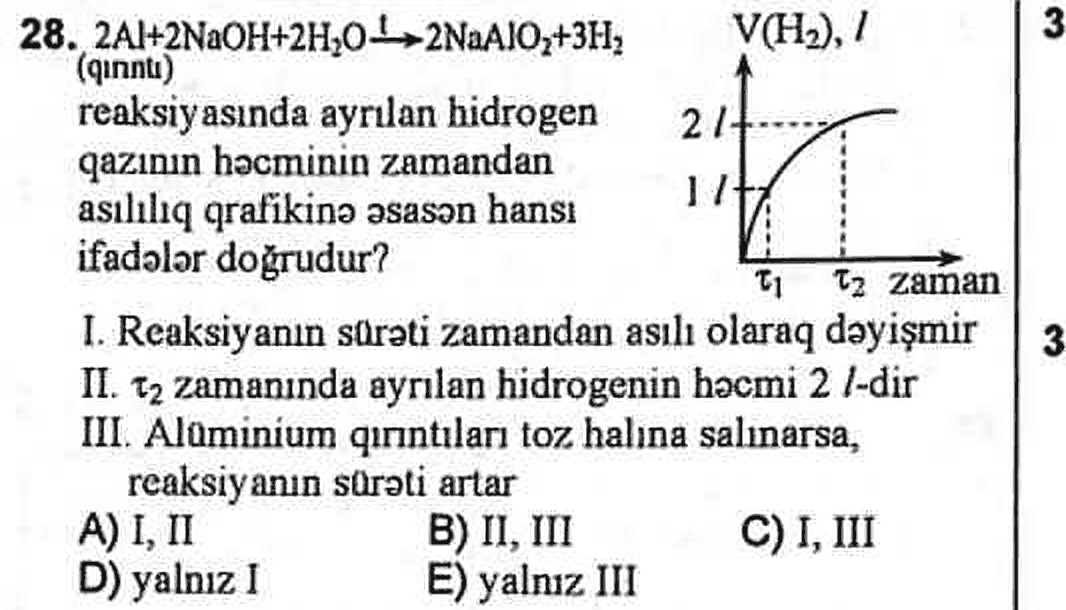 28. 2Al+2NaOH+2H₂O—t→2NaAlO₂+3H₂
(qırıntı)
reaksiyasında ayrılan hidrogen
qazının həcminin zamandan
asılılıq qrafikinə əsasən hansı
ifadələr doğrudur?
V(H₂), l
2 l
1 l
τ₁ τ₂ zaman
I. Reaksiyanın sürəti zamandan asılı olaraq dəyişmir
II. τ₂ zamanında ayrılan hidrogenin həcmi 2 l-dir
III. Alüminium qırıntıları toz halına salınarsa,
reaksiyanın sürəti artar
A) I, II B) II, III C) I, III
D) yalnız I E) yalnız III
3
3